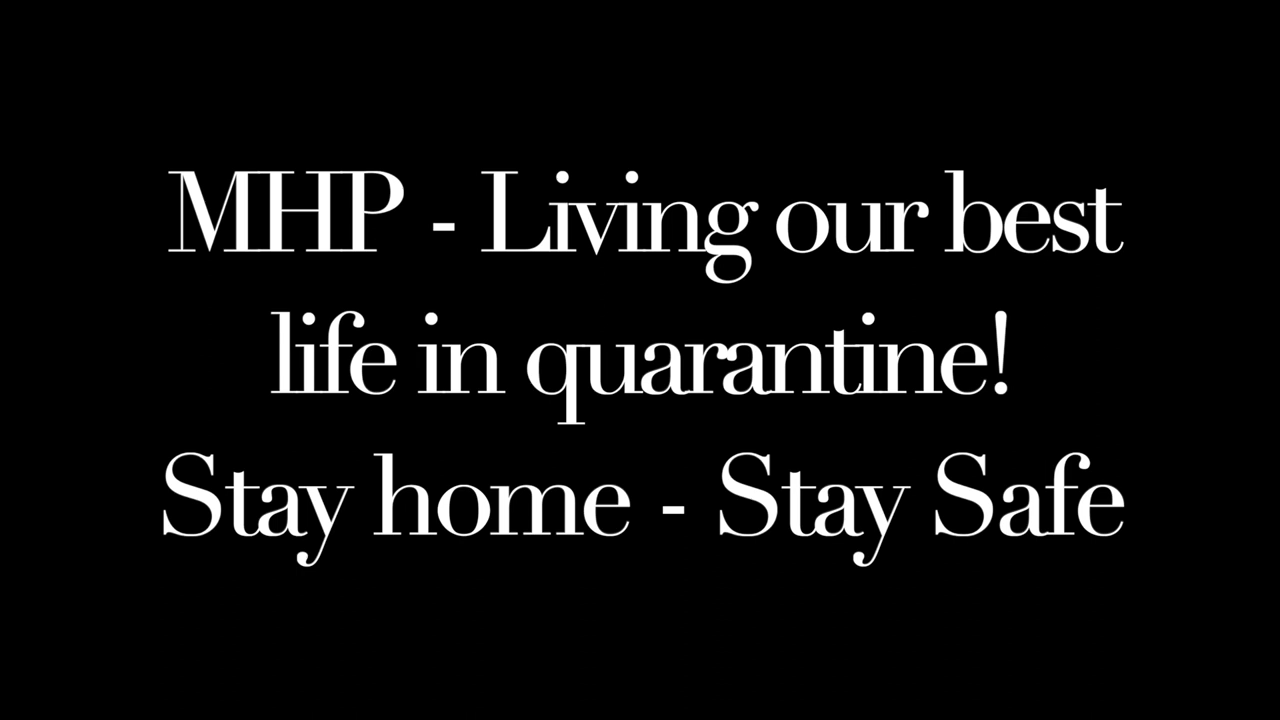 MHP - Living our best
life in quarantine!
Stay home - Stay Safe